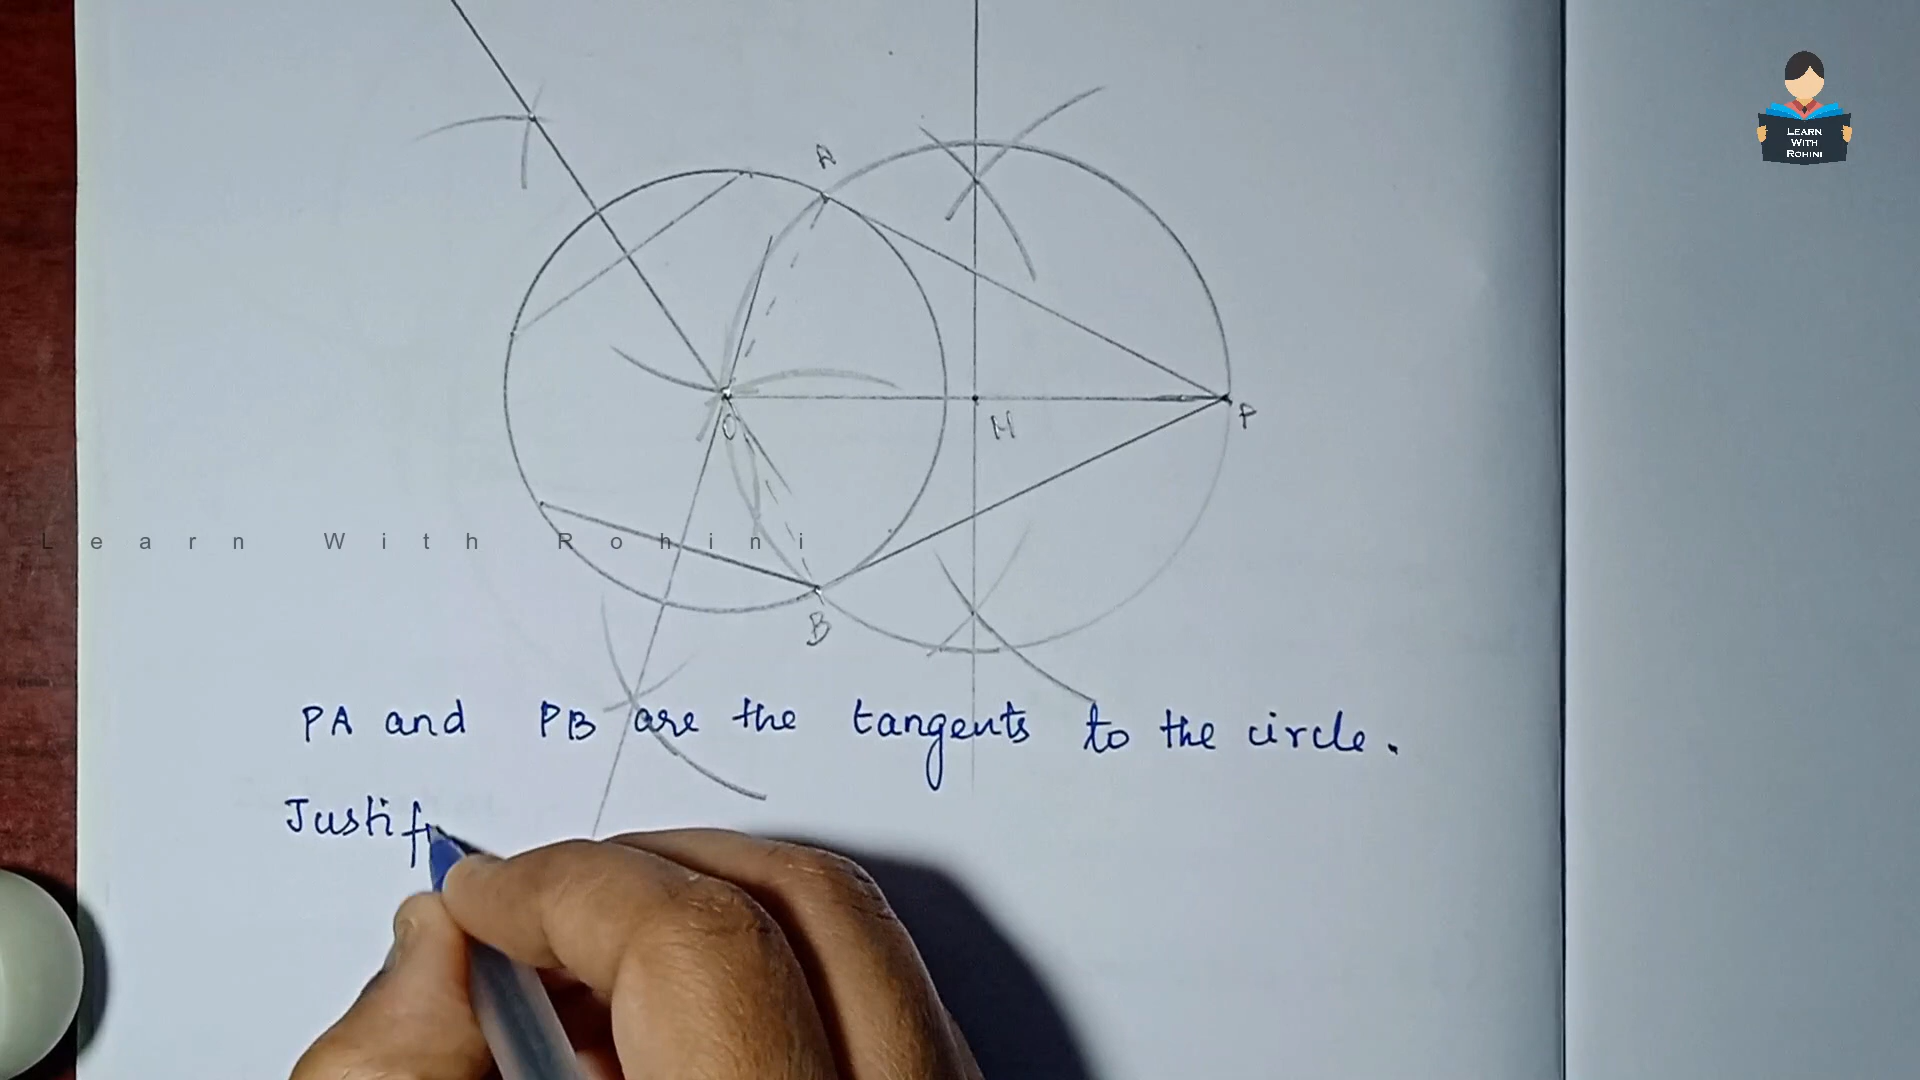 LEARN
WITH
ROHINI
A
O
M
P
Learn With Rohini
B
PA and PB are the tangents to the circle.
Justif